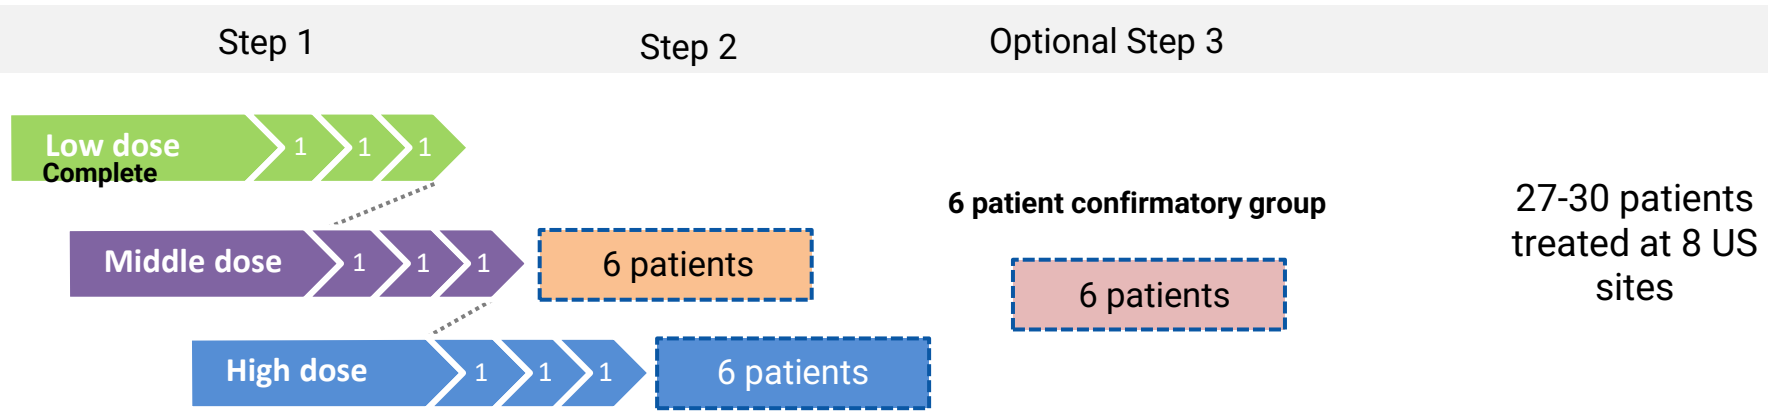 Step 1
Step 2
Optional Step 3
Low dose
Complete
1 1 1
Middle dose
1 1 1
6 patients
High dose
1 1 1
6 patients
6 patient confirmatory group
6 patients
27-30 patients
treated at 8 US
sites